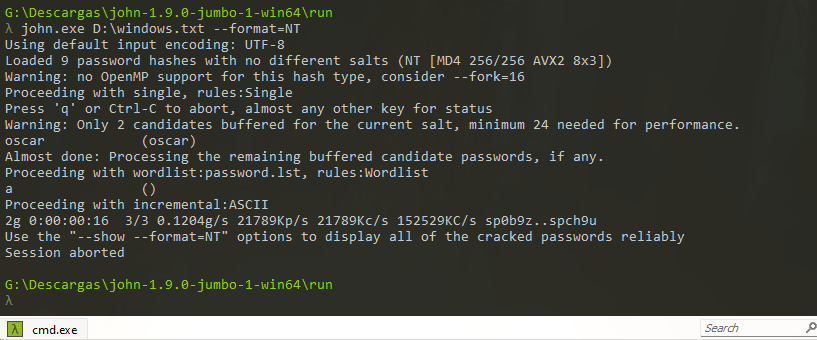 G:\Descargas\john-1.9.0-jumbo-1-win64\run
λ john.exe D:\windows.txt --format=NT
Using default input encoding: UTF-8
Loaded 9 password hashes with no different salts (NT [MD4 256/256 AVX2 8x3])
Warning: no OpenMP support for this hash type, consider --fork=16
Proceeding with single, rules:Single
Press 'q' or Ctrl-C to abort, almost any other key for status
Warning: Only 2 candidates buffered for the current salt, minimum 24 needed for performance.
oscar            (oscar)
Almost done: Processing the remaining buffered candidate passwords, if any.
Proceeding with wordlist:password.lst, rules:Wordlist
a                ()
Proceeding with incremental:ASCII
2g 0:00:00:16  3/3 0.1204g/s 21789Kp/s 21789Kc/s 152529KC/s sp0b9z..spch9u
Use the "--show --format=NT" options to display all of the cracked passwords reliably
Session aborted
G:\Descargas\john-1.9.0-jumbo-1-win64\run
λ
λ cmd.exe
Search